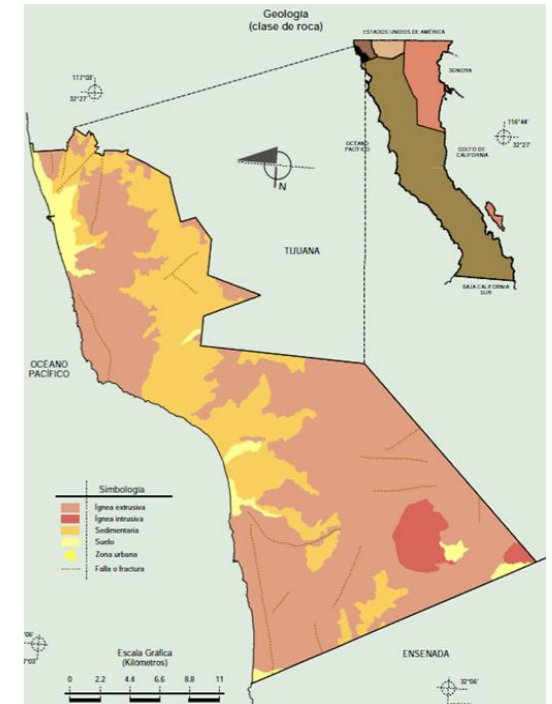 Geología
(clase de roca)
ESTADOS UNIDOS DE AMÉRICA
SONORA
OCÉANO
PACÍFICO
GOLFO DE
CALIFORNIA
BAJA CALIFORNIA
SUR
117°03'
32°27'
116°44'
32°27'
N
TIJUANA
OCÉANO
PACÍFICO
Simbología
Ígnea extrusiva
Ígnea intrusiva
Sedimentaria
Suelo
Zona urbana
Falla o fractura
Escala Gráfica
(Kilómetros)
0 2.2 4.4 6.6 8.8 11
ENSENADA
32°06'